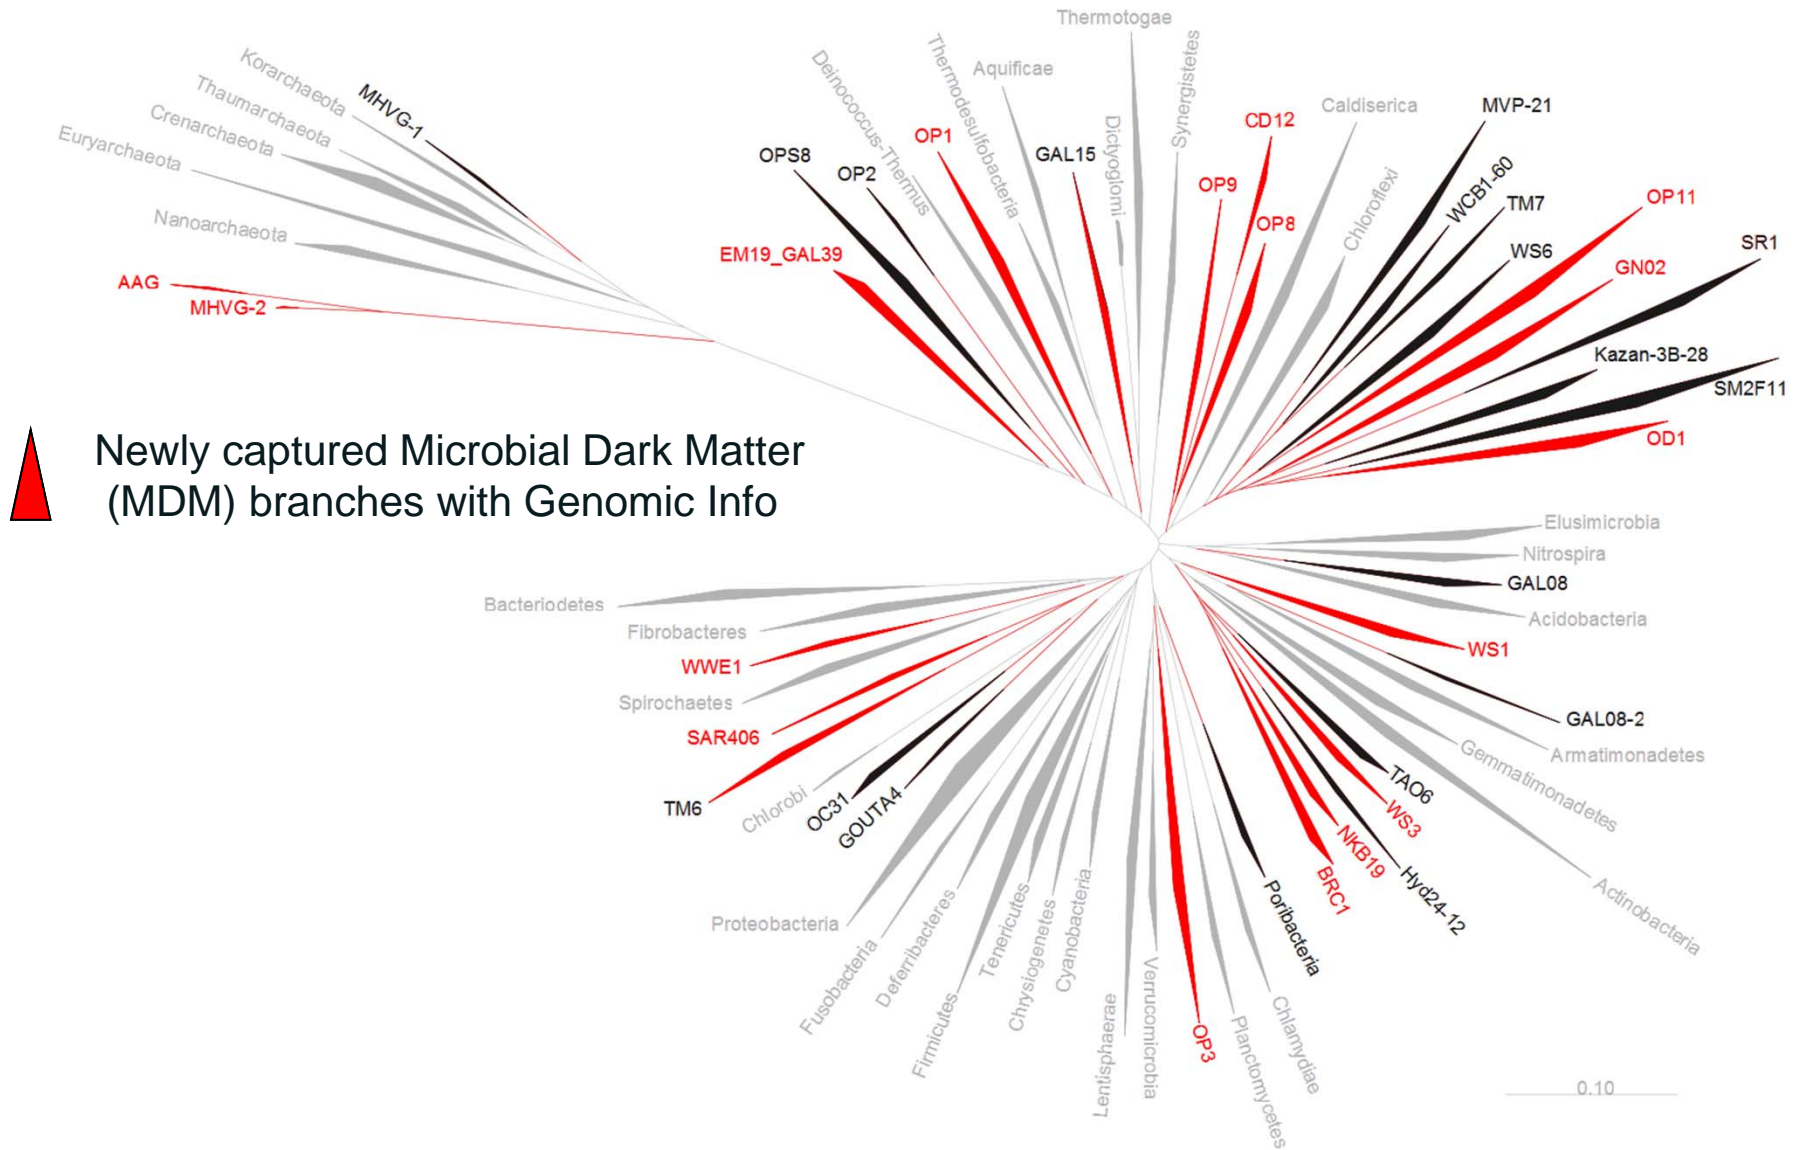 Thermotogae
Synergistetes
Aquificae
Thermodesulfobacteria
Deinococcus-Thermus
Dictyoglomi
Korarchaeota
Thaumarchaeota
Crenarchaeota
Euryarchaeota
Nanoarchaeota
MHVG-1
AAG
MHVG-2
OPS8
OP2
OP1
GAL15
EM19_GAL39
CD12
OP9
OP8
Caldiserica
Chloroflexi
MVP-21
WCB1-60
TM7
WS6
OP11
GN02
SR1
Kazan-3B-28
SM2F11
OD1
Newly captured Microbial Dark Matter
(MDM) branches with Genomic Info
Elusimicrobia
Nitrospira
GAL08
Acidobacteria
WS1
GAL08-2
Armatimonadetes
Gemmatimonadetes
Actinobacteria
TAO6
WS3
Hyd24-12
NKB19
BRC1
Poribacteria
Chlamydiae
Planctomycetes
OP3
Verrucomicrobia
Lentisphaerae
Cyanobacteria
Chrysiogenetes
Tenericutes
Firmicutes
Deferribacteres
Fusobacteria
Proteobacteria
GOUTA4
OC31
Chlorobi
TM6
SAR406
Spirochaetes
WWE1
Fibrobacteres
Bacteriodetes
0.10